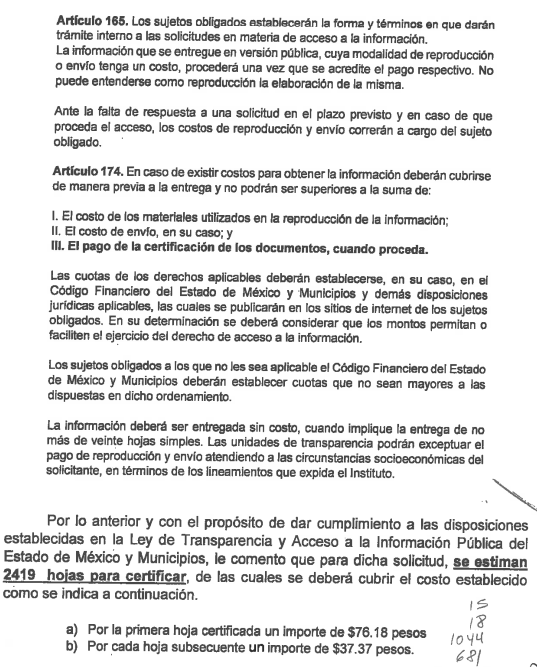 Artículo 165. Los sujetos obligados establecerán la forma y términos en que darán
trámite interno a las solicitudes en materia de acceso a la información.
La información que se entregue en versión pública, cuya modalidad de reproducción
o envío tenga un costo, procederá una vez que se acredite el pago respectivo. No
puede entenderse como reproducción la elaboración de la misma.
Ante la falta de respuesta a una solicitud en el plazo previsto y en caso de que
proceda el acceso, los costos de reproducción y envío correrán a cargo del sujeto
obligado.
Artículo 174. En caso de existir costos para obtener la información deberán cubrirse
de manera previa a la entrega y no podrán ser superiores a la suma de:
I. El costo de los materiales utilizados en la reproducción de la información;
II. El costo de envío, en su caso; y
III. El pago de la certificación de los documentos, cuando proceda.
Las cuotas de los derechos aplicables deberán establecerse, en su caso, en el
Código Financiero del Estado de México y Municipios y demás disposiciones
jurídicas aplicables, las cuales se publicarán en los sitios de internet de los sujetos
obligados. En su determinación se deberá considerar que los montos permitan o
faciliten el ejercicio del derecho de acceso a la información.
Los sujetos obligados a los que no les sea aplicable el Código Financiero del Estado
de México y Municipios deberán establecer cuotas que no sean mayores a las
dispuestas en dicho ordenamiento.
La información deberá ser entregada sin costo, cuando implique la entrega de no
más de veinte hojas simples. Las unidades de transparencia podrán exceptuar el
pago de reproducción y envío atendiendo a las circunstancias socioeconómicas del
solicitante, en términos de los lineamientos que expida el Instituto.
Por lo anterior y con el propósito de dar cumplimiento a las disposiciones
establecidas en la Ley de Transparencia y Acceso a la Información Pública del
Estado de México y Municipios, le comento que para dicha solicitud, se estiman
2419 hojas para certificar, de las cuales se deberá cubrir el costo establecido
como se indica a continuación.
a) Por la primera hoja certificada un importe de $76.18 pesos
b) Por cada hoja subsecuente un importe de $37.37 pesos.
15
18
1044
681